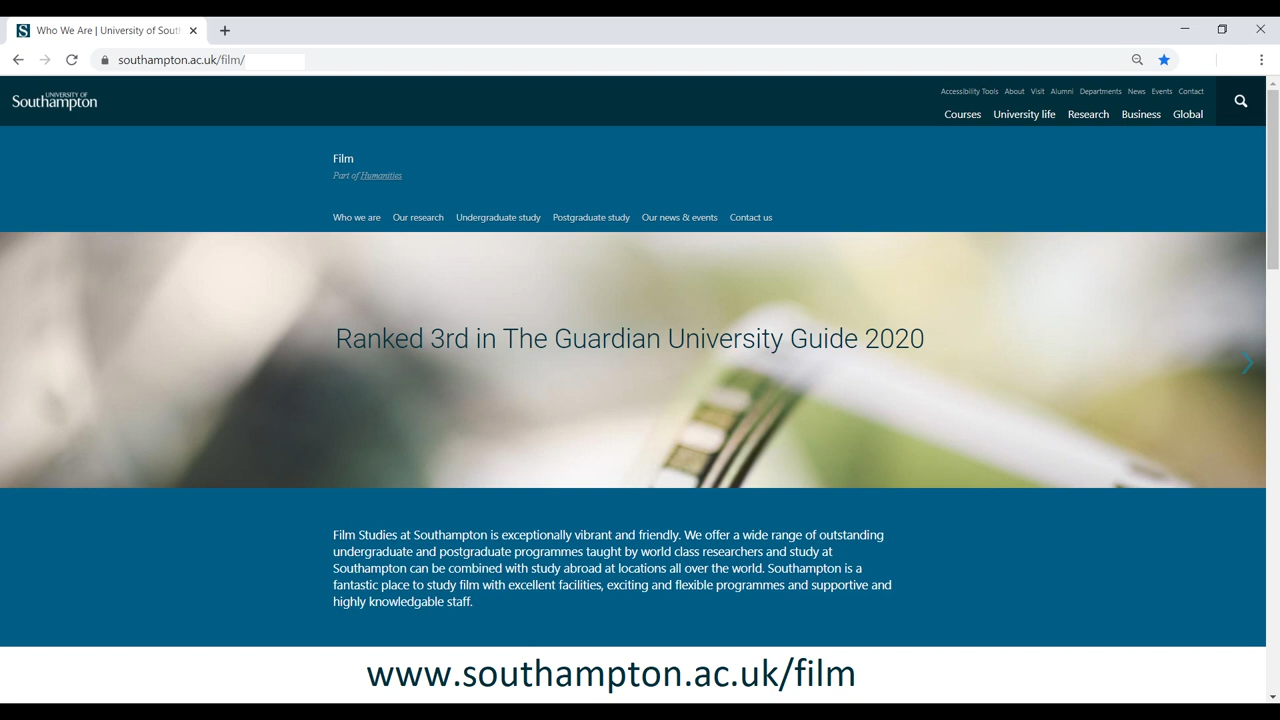 Who We Are | University of Sout
southampton.ac.uk/film/
UNIVERSITY OF
Southampton
Accessibility Tools About Visit Alumni Departments News Events Contact
Courses University life Research Business Global
Film
Part of Humanities
Who we are Our research Undergraduate study Postgraduate study Our news & events Contact us
Ranked 3rd in The Guardian University Guide 2020
Film Studies at Southampton is exceptionally vibrant and friendly. We offer a wide range of outstanding
undergraduate and postgraduate programmes taught by world class researchers and study at
Southampton can be combined with study abroad at locations all over the world. Southampton is a
fantastic place to study film with excellent facilities, exciting and flexible programmes and supportive and
highly knowledgable staff.
www.southampton.ac.uk/film